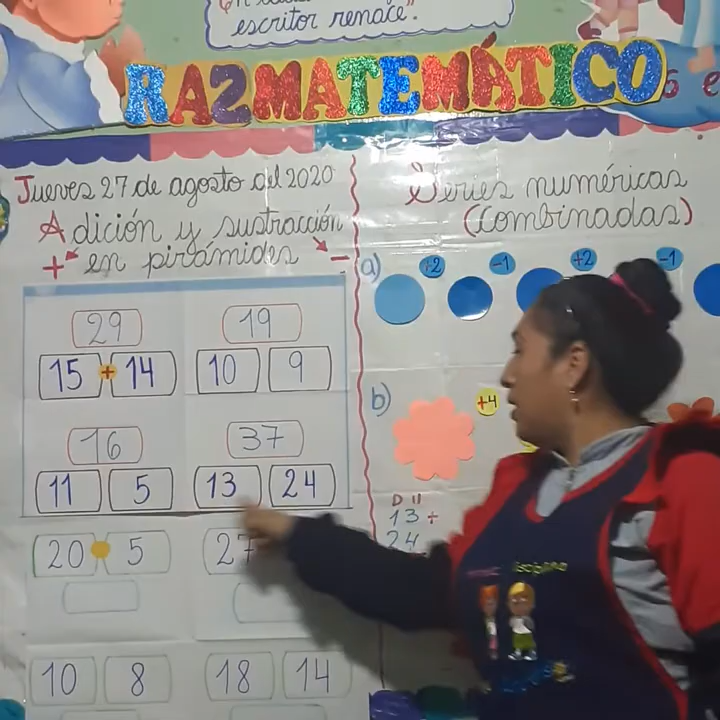 escritor renace."
RAZMATEMÁTICO
Jueves 27 de agosto del 2020
Adición y sustracción
+ en pirámides -
29
15 + 14
19
10 9
16
11 5
37
13 24
20 5
27
10 8
18 14
Series numéricas
(Combinadas)
a) +2 -1 +2 -1
b) +4
D U
13 +
24